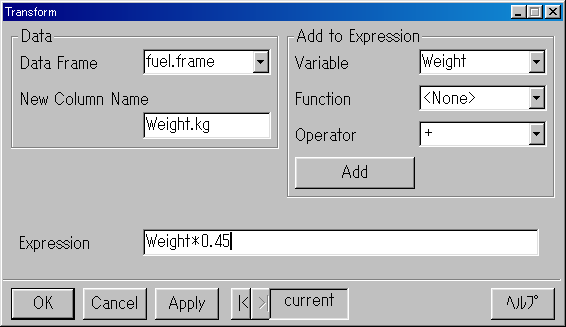 Transform
Data
Data Frame
fuel.frame
New Column Name
Weight.kg
Add to Expression
Variable
Weight
Function
<None>
Operator
+
Add
Expression
Weight*0.45
OK
Cancel
Apply
|<
>|
current
ﾍﾙﾌﾟ